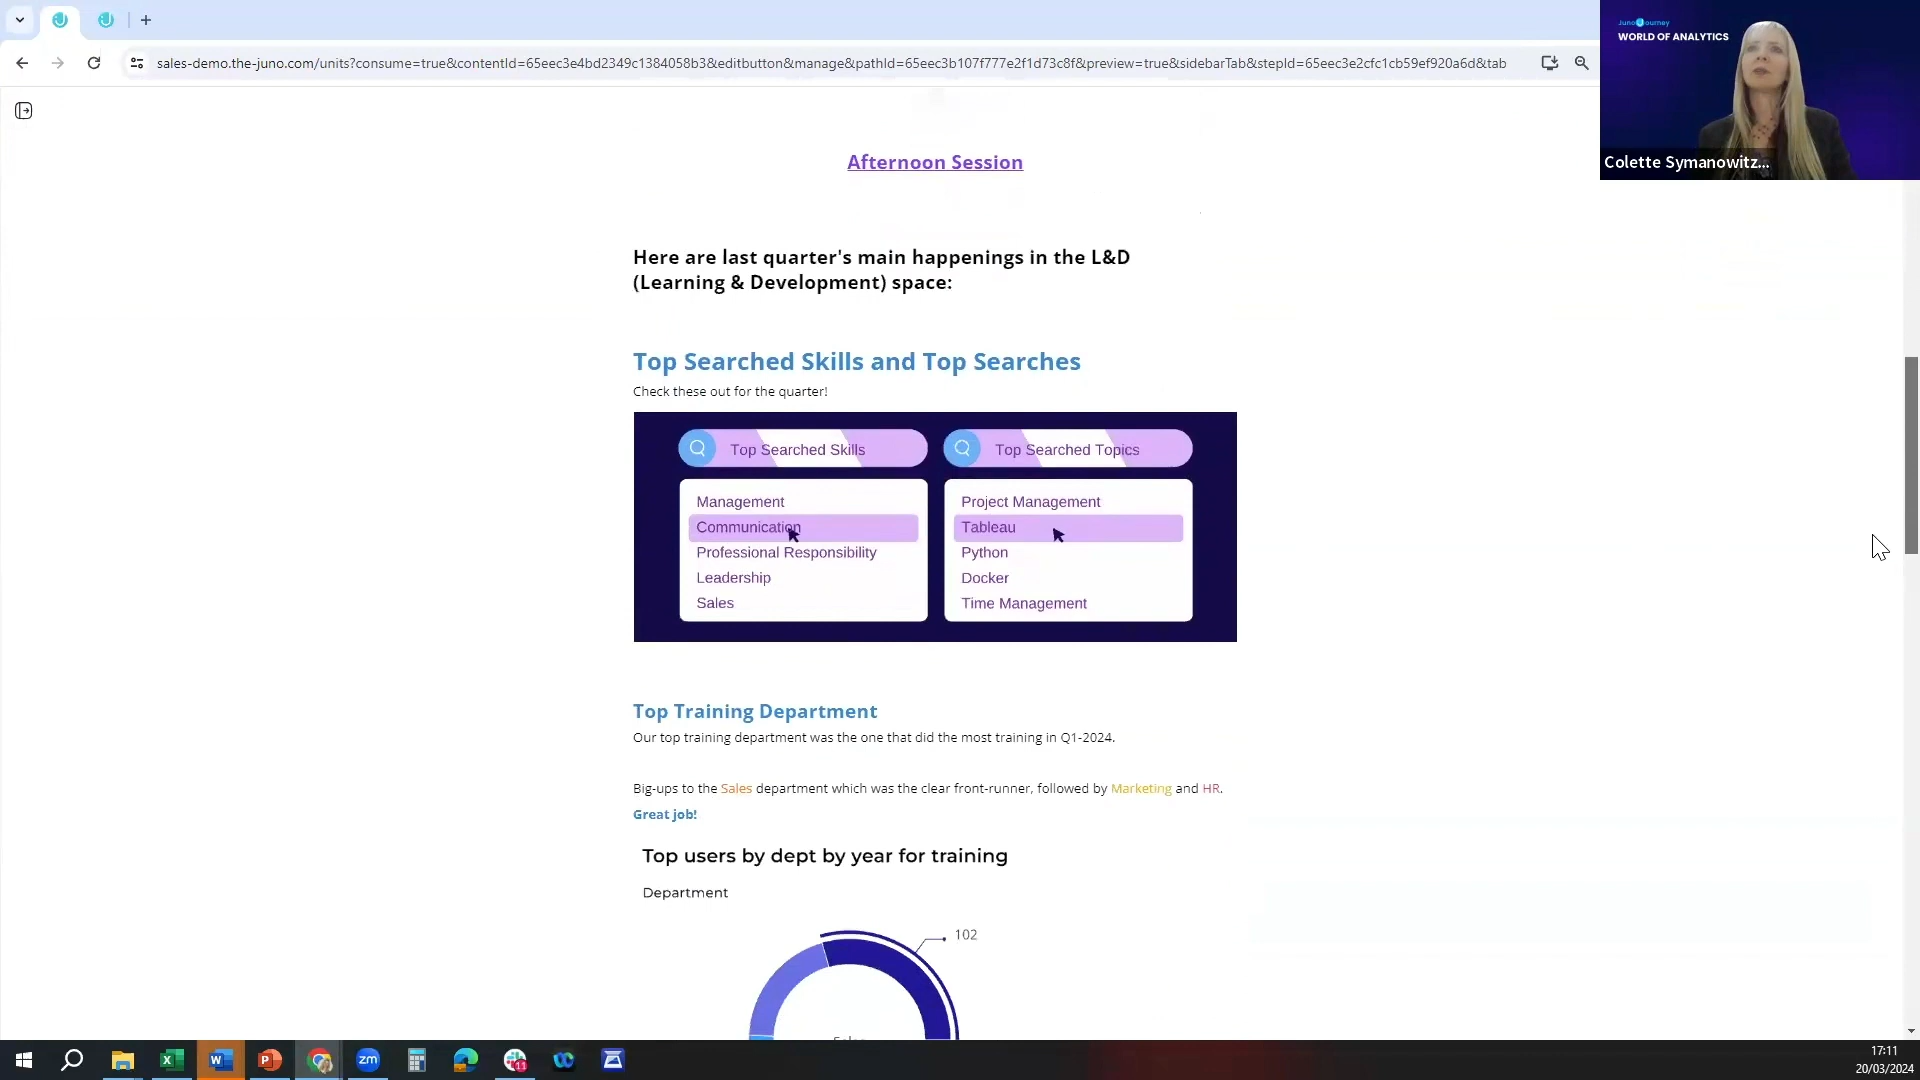 sales-demo.the-juno.com/units?consume=true&contentId=65eec3e4bd2349c1384058b3&editbutton&manage&pathId=65eec3b107f777e2f1d73c8f&preview=true&sidebarTab&stepId=65eec3e2cfc1cb59ef920a6d&tab
Juno Journey
WORLD OF ANALYTICS
Colette Symanowitz...
Afternoon Session
Here are last quarter's main happenings in the L&D
(Learning & Development) space:
Top Searched Skills and Top Searches
Check these out for the quarter!
Top Searched Skills
Management
Communication
Professional Responsibility
Leadership
Sales
Top Searched Topics
Project Management
Tableau
Python
Docker
Time Management
Top Training Department
Our top training department was the one that did the most training in Q1-2024.
Big-ups to the Sales department which was the clear front-runner, followed by Marketing and HR.
Great job!
Top users by dept by year for training
Department
102
zm
11
17:11
20/03/2024